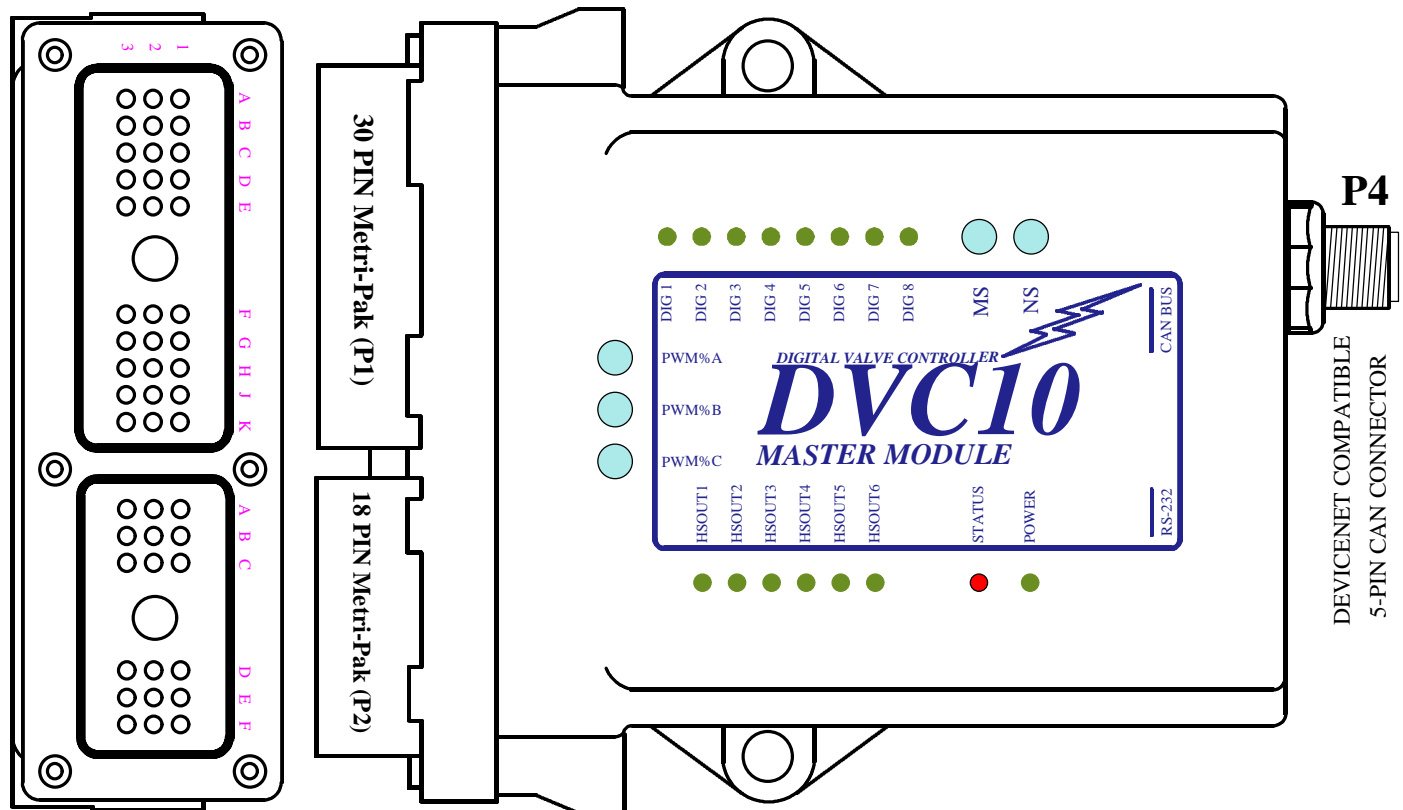 3 2 1
A
B
C
D
E
F
G
H
J
K
A
B
C
D
E
F
30 PIN Metri-Pak (P1)
18 PIN Metri-Pak (P2)
DIG 1
DIG 2
DIG 3
DIG 4
DIG 5
DIG 6
DIG 7
DIG 8
MS
NS
CAN BUS
PWM%A
PWM%B
PWM%C
DIGITAL VALVE CONTROLLER
DVC10
MASTER MODULE
HSOUT1
HSOUT2
HSOUT3
HSOUT4
HSOUT5
HSOUT6
STATUS
POWER
RS-232
P4
DEVICENET COMPATIBLE
5-PIN CAN CONNECTOR